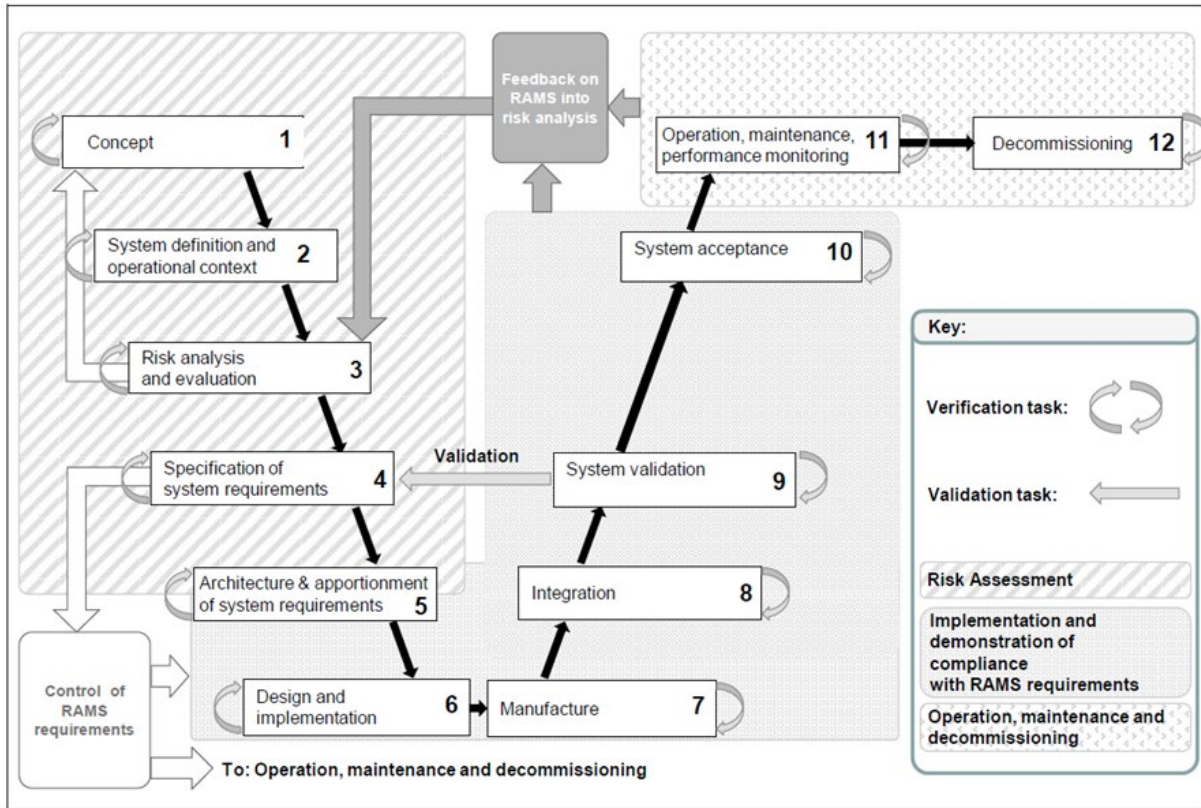 Feedback on
RAMS into
risk analysis
Concept 1
Operation, maintenance,
performance monitoring 11
Decommissioning 12
System definition and
operational context 2
System acceptance 10
Risk analysis
and evaluation 3
Key:
Verification task:
Validation
Specification of
system requirements 4
System validation 9
Validation task:
Architecture & apportionment
of system requirements 5
Integration 8
Risk Assessment
Implementation and
demonstration of
compliance
with RAMS requirements
Control of
RAMS
requirements
Design and
implementation 6
Manufacture 7
Operation, maintenance and
decommissioning
To: Operation, maintenance and decommissioning